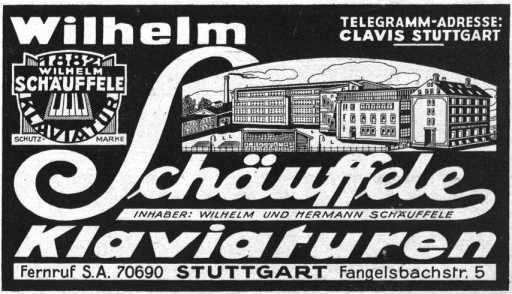 Wilhelm
TELEGRAMM-ADRESSE:
CLAVIS STUTTGART
1882
WILHELM
SCHÄUFFELE
KLAVIATUR
SCHUTZ-MARKE
Schäuffele
INHABER: WILHELM UND HERMANN SCHÄUFFELE
Klaviaturen
Fernruf S.A. 70690 STUTTGART Fangelsbachstr. 5